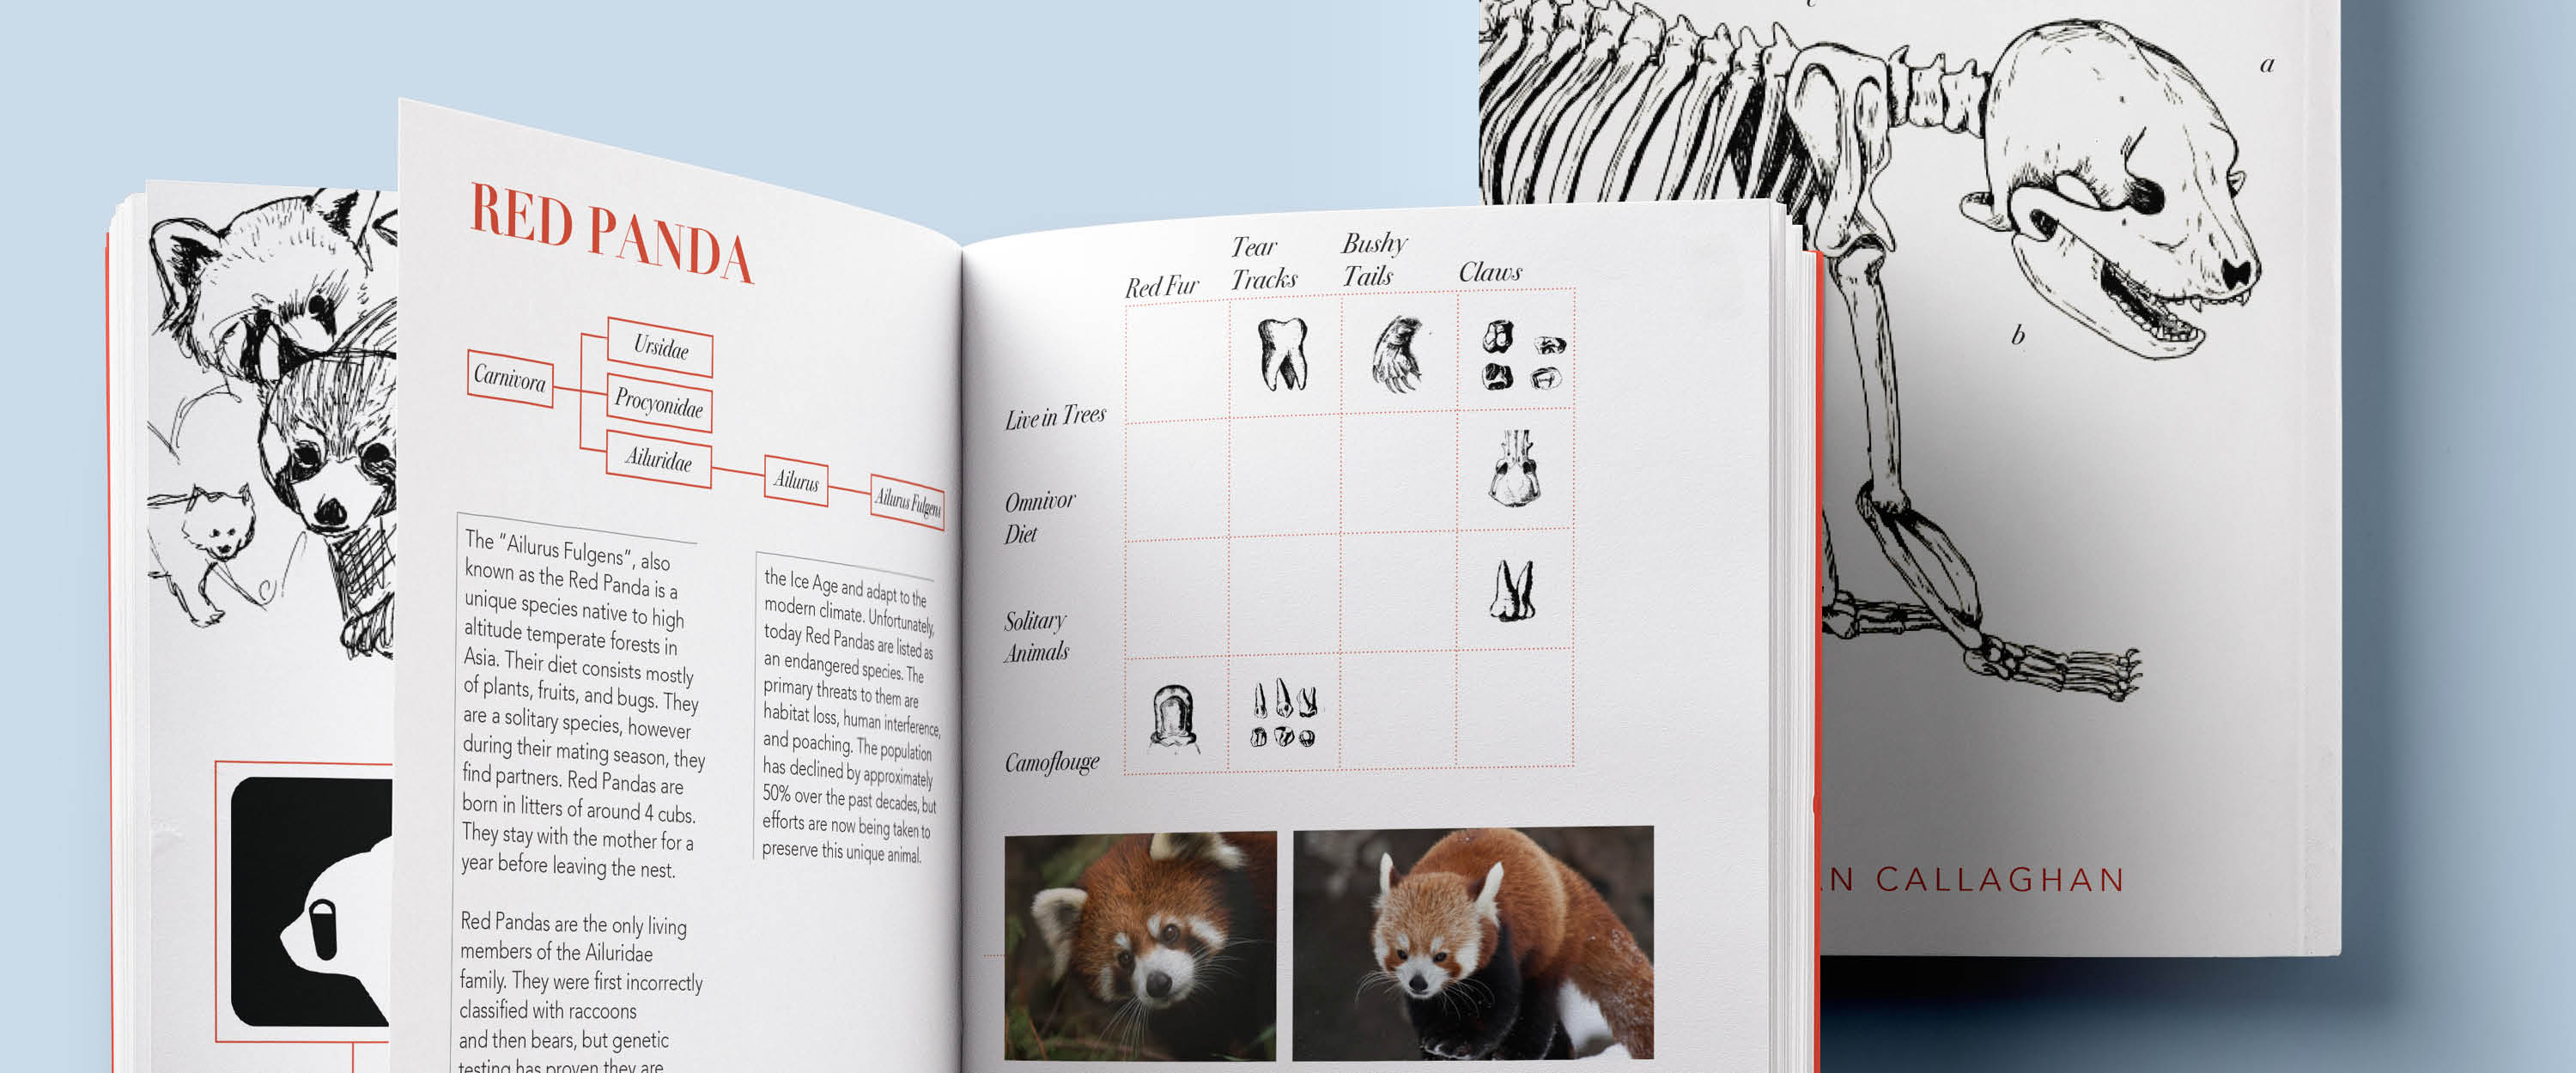 RED PANDA
Carnivora
Ursidae
Procyonidae
Ailuridae
Ailurus
Ailurus Fulgens
The “Ailurus Fulgens”, also
known as the Red Panda is a
unique species native to high
altitude temperate forests in
Asia. Their diet consists mostly
of plants, fruits, and bugs. They
are a solitary species, however
during their mating season, they
find partners. Red Pandas are
born in litters of around 4 cubs.
They stay with the mother for a
year before leaving the nest.
Red Pandas are the only living
members of the Ailuridae
family. They were first incorrectly
classified with raccoons
and then bears, but genetic
testing has proven they are
the Ice Age and adapt to the
modern climate. Unfortunately,
today Red Pandas are listed as
an endangered species. The
primary threats to them are
habitat loss, human interference,
and poaching. The population
has declined by approximately
50% over the past decades, but
efforts are now being taken to
preserve this unique animal.
Red Fur
Tear
Tracks
Bushy
Tails
Claws
Live in Trees
Omnivor
Diet
Solitary
Animals
Camoflouge
a
b
N CALLAGHAN